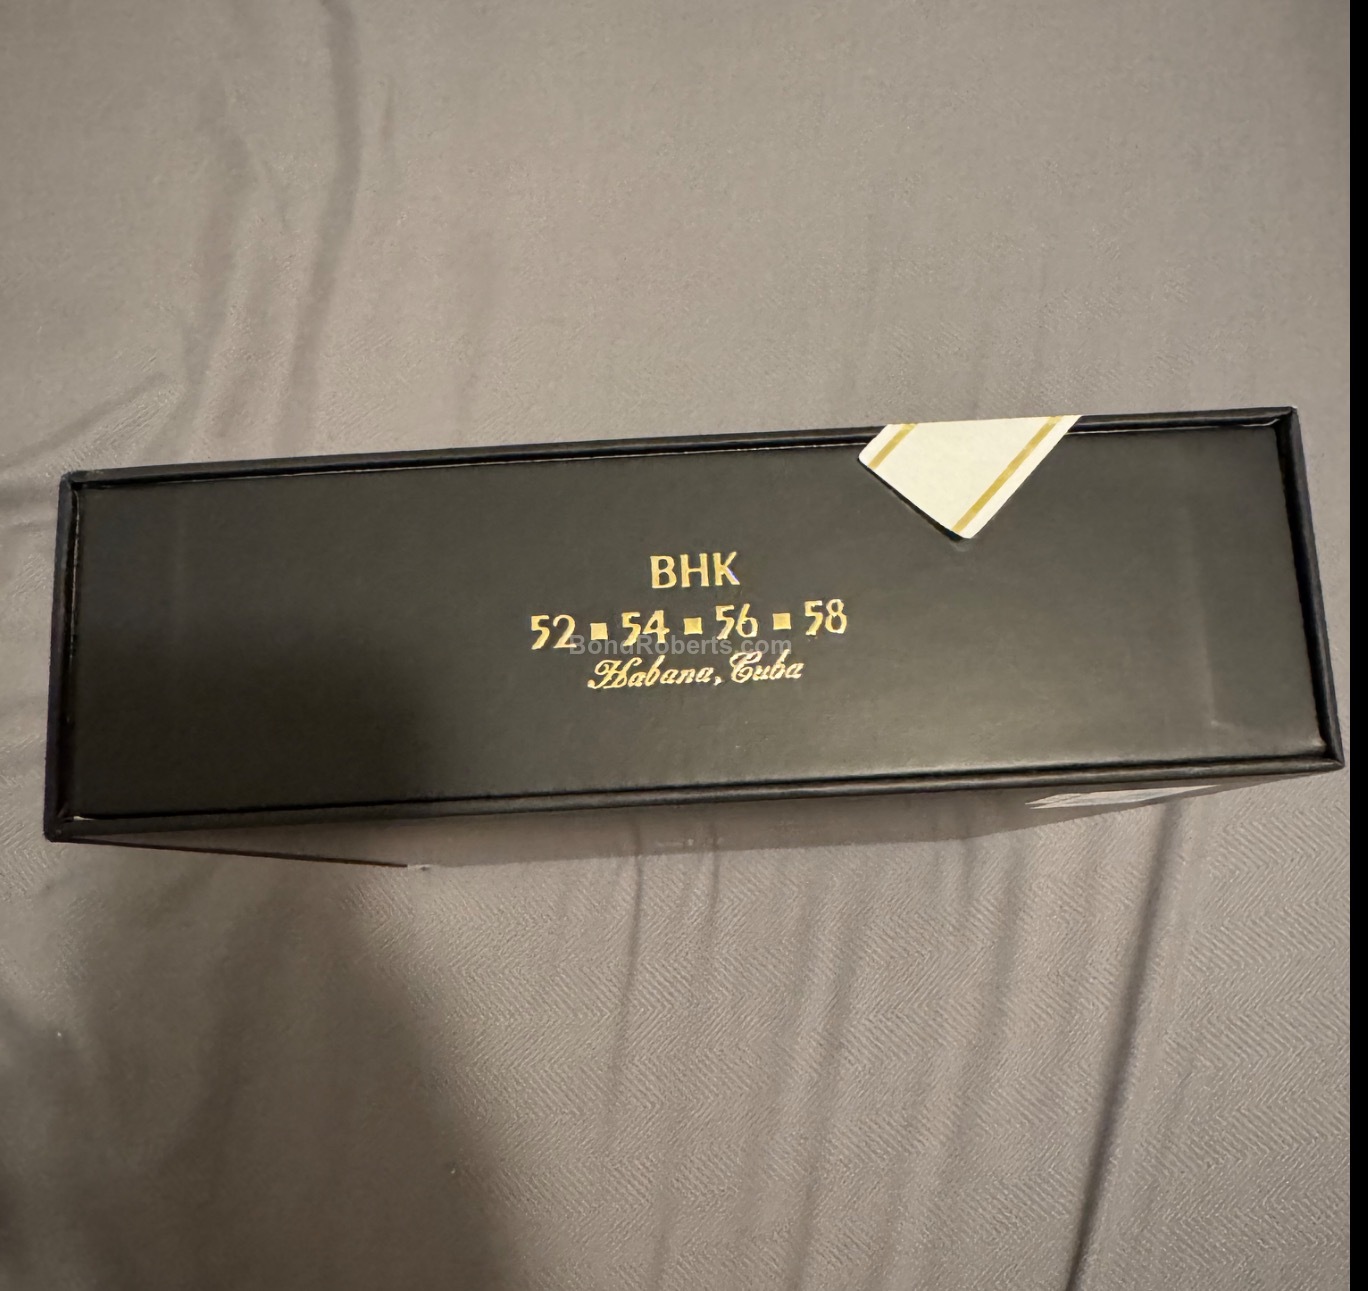 BHK
52 ▪ 54 ▪ 56 ▪ 58
BondRoberts.com
Habana, Cuba